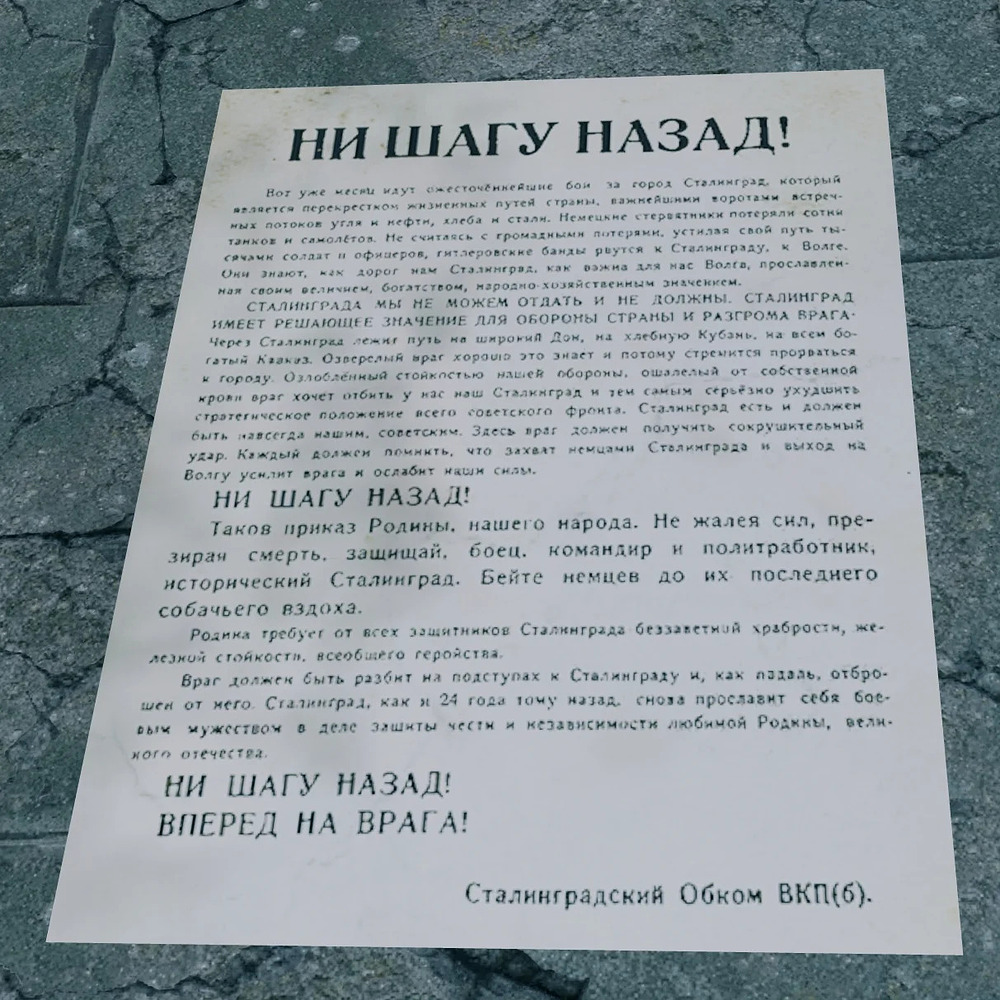 НИ ШАГУ НАЗАД!
Вот уже месяц идут ожесточённейшие бои за город Сталинград, который
является перекрестком жизненных путей страны, важнейшими воротами встреч-
ных потоков угля и нефти, хлеба и стали. Немецкие стервятники потеряли сотни
танков и самолётов. Не считаясь с громадными потерями, устилая свой путь ты-
сячами солдат и офицеров, гитлеровские банды рвутся к Сталинграду, к Волге.
Они знают, как дорог нам Сталинград, как важна для нас Волга, прославлен-
ная своим величием, богатством, народно-хозяйственным значением.
СТАЛИНГРАДА МЫ НЕ МОЖЕМ ОТДАТЬ И НЕ ДОЛЖНЫ. СТАЛИНГРАД
ИМЕЕТ РЕШАЮЩЕЕ ЗНАЧЕНИЕ ДЛЯ ОБОРОНЫ СТРАНЫ И РАЗГРОМА ВРАГА.
Через Сталинград лежит путь на широкий Дон, на хлебную Кубань, на всем бо-
гатый Кавказ. Озверелый враг хорошо это знает и потому стремится прорваться
к городу. Озлоблённый стойкостью нашей обороны, ошалелый от собственной
крови враг хочет отбить у нас наш Сталинград и тем самым серьёзно ухудшить
стратегическое положение всего советского фронта. Сталинград есть и должен
быть навсегда нашим, советским. Здесь враг должен получить сокрушительный
удар. Каждый должен помнить, что захват немцами Сталинграда и выход на
Волгу усилит врага и ослабит наши силы.
НИ ШАГУ НАЗАД!
Таков приказ Родины, нашего народа. Не жалея сил, пре-
зирая смерть, защищай, боец, командир и политработник,
исторический Сталинград. Бейте немцев до их последнего
собачьего вздоха.
Родина требует от всех защитников Сталинграда беззаветной храбрости, же-
лезной стойкости, всеобщего геройства.
Враг должен быть разбит на подступах к Сталинграду и, как падаль, отбро-
шен от него. Сталинград, как и 24 года тому назад, снова прославит себя бое-
вым мужеством в деле защиты чести и независимости любимой Родины, вели-
кого отечества.
НИ ШАГУ НАЗАД!
ВПЕРЕД НА ВРАГА!
Сталинградский Обком ВКП(б).